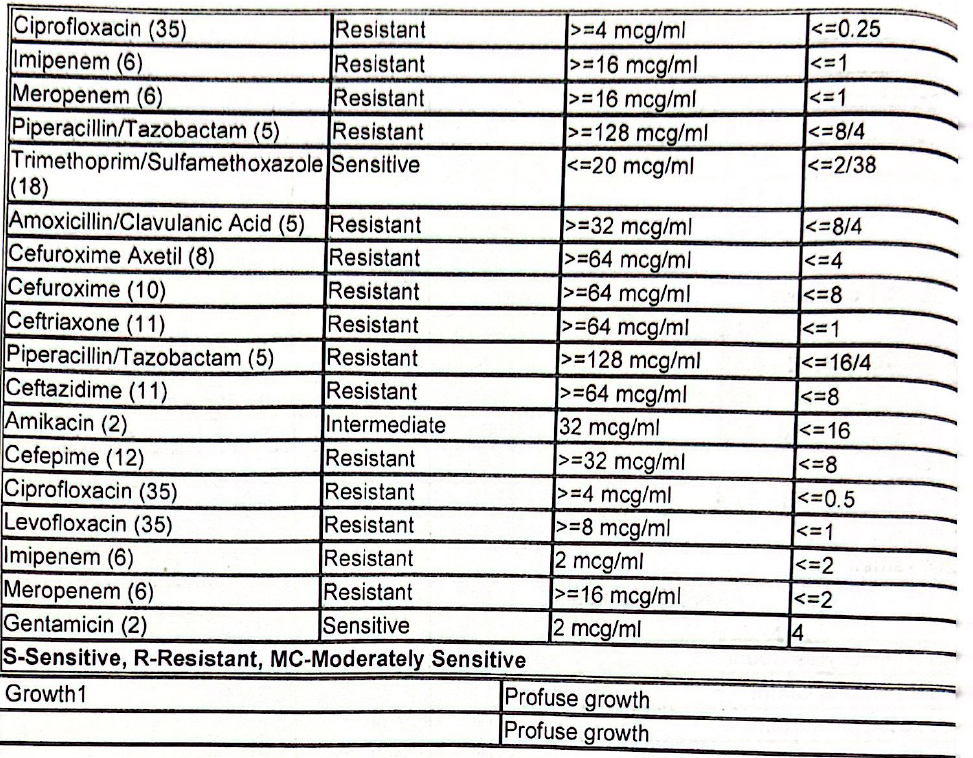 Ciprofloxacin (35) Resistant >=4 mcg/ml <=0.25
Imipenem (6) Resistant >=16 mcg/ml <=1
Meropenem (6) Resistant >=16 mcg/ml <=1
Piperacillin/Tazobactam (5) Resistant >=128 mcg/ml <=8/4
Trimethoprim/Sulfamethoxazole Sensitive <=20 mcg/ml <=2/38
(18)
Amoxicillin/Clavulanic Acid (5) Resistant >=32 mcg/ml <=8/4
Cefuroxime Axetil (8) Resistant >=64 mcg/ml <=4
Cefuroxime (10) Resistant >=64 mcg/ml <=8
Ceftriaxone (11) Resistant >=64 mcg/ml <=1
Piperacillin/Tazobactam (5) Resistant >=128 mcg/ml <=16/4
Ceftazidime (11) Resistant >=64 mcg/ml <=8
Amikacin (2) Intermediate 32 mcg/ml <=16
Cefepime (12) Resistant >=32 mcg/ml <=8
Ciprofloxacin (35) Resistant >=4 mcg/ml <=0.5
Levofloxacin (35) Resistant >=8 mcg/ml <=1
Imipenem (6) Resistant 2 mcg/ml <=2
Meropenem (6) Resistant >=16 mcg/ml <=2
Gentamicin (2) Sensitive 2 mcg/ml 4
S-Sensitive, R-Resistant, MC-Moderately Sensitive
Growth1 Profuse growth
Profuse growth